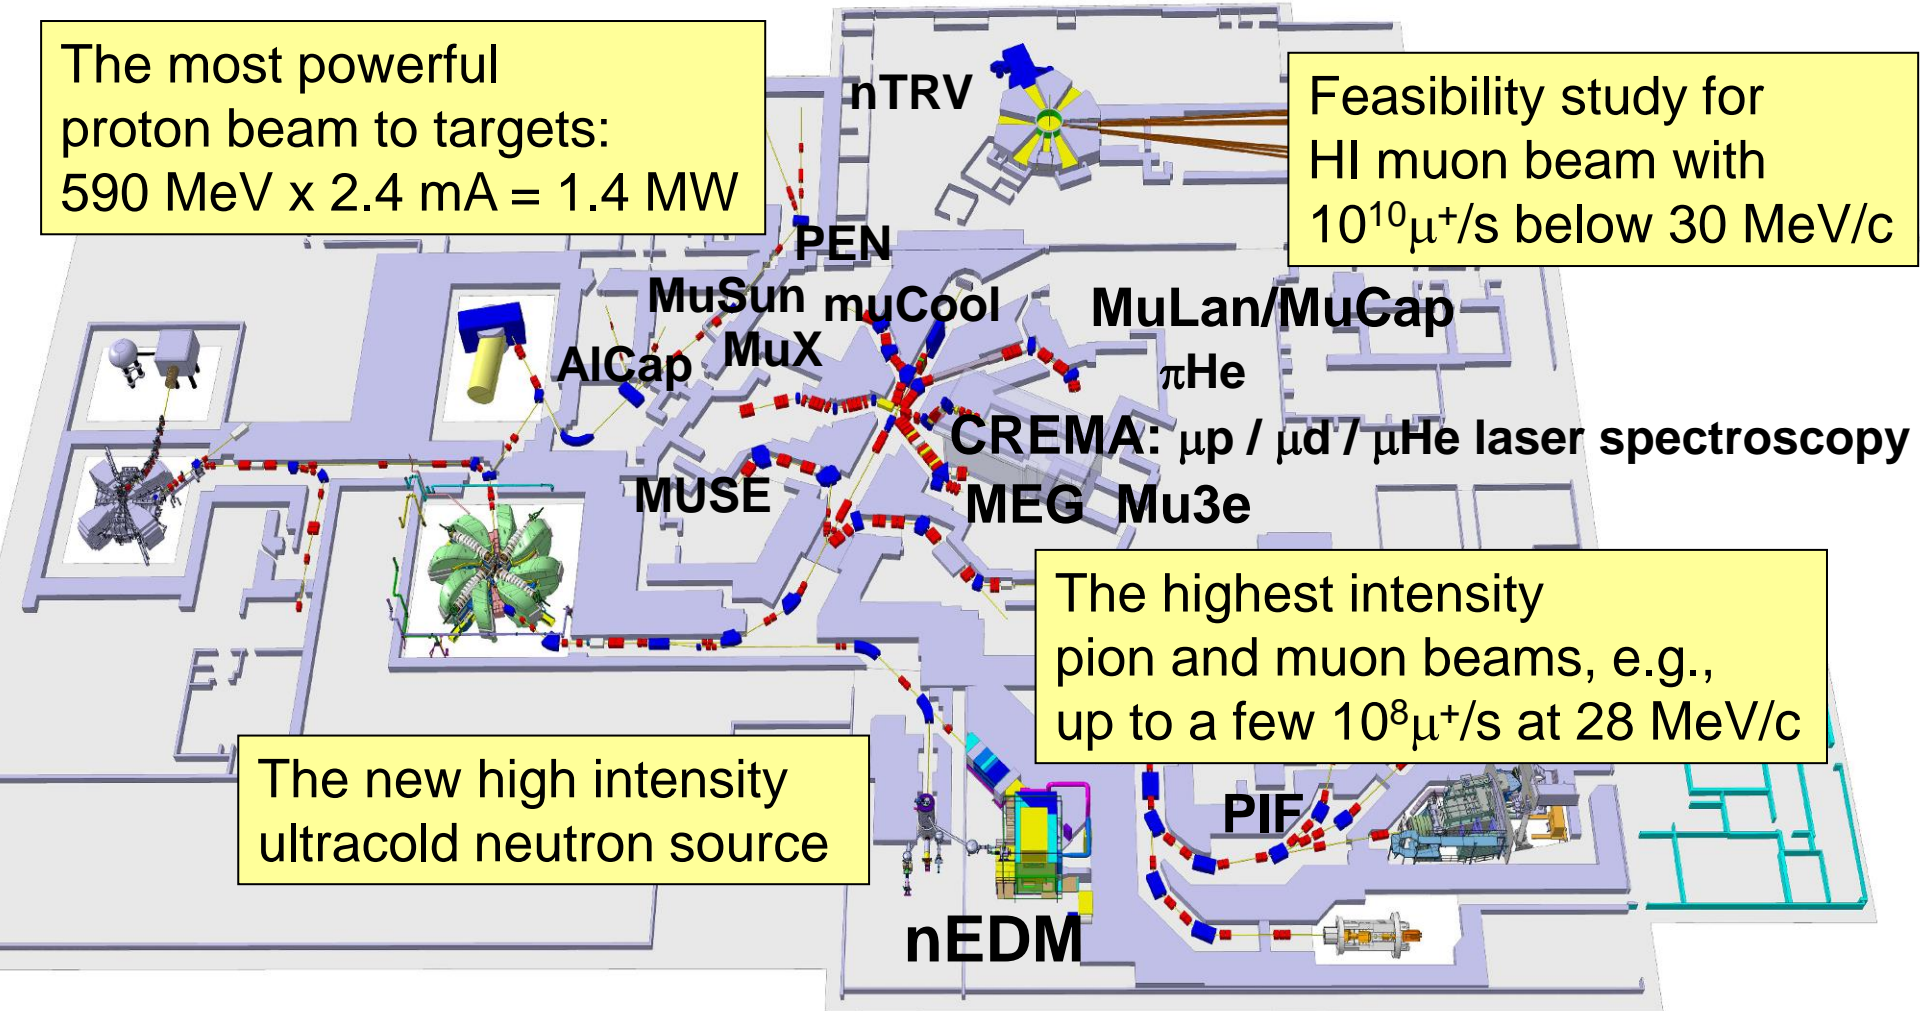 The most powerful
proton beam to targets:
590 MeV x 2.4 mA = 1.4 MW
nTRV
Feasibility study for
HI muon beam with
10¹⁰μ⁺/s below 30 MeV/c
PEN
MuSun muCool
MuLan/MuCap
AlCap MuX
πHe
CREMA: μp / μd / μHe laser spectroscopy
MUSE
MEG Mu3e
The highest intensity
pion and muon beams, e.g.,
up to a few 10⁸μ⁺/s at 28 MeV/c
The new high intensity
ultracold neutron source
PIF
nEDM